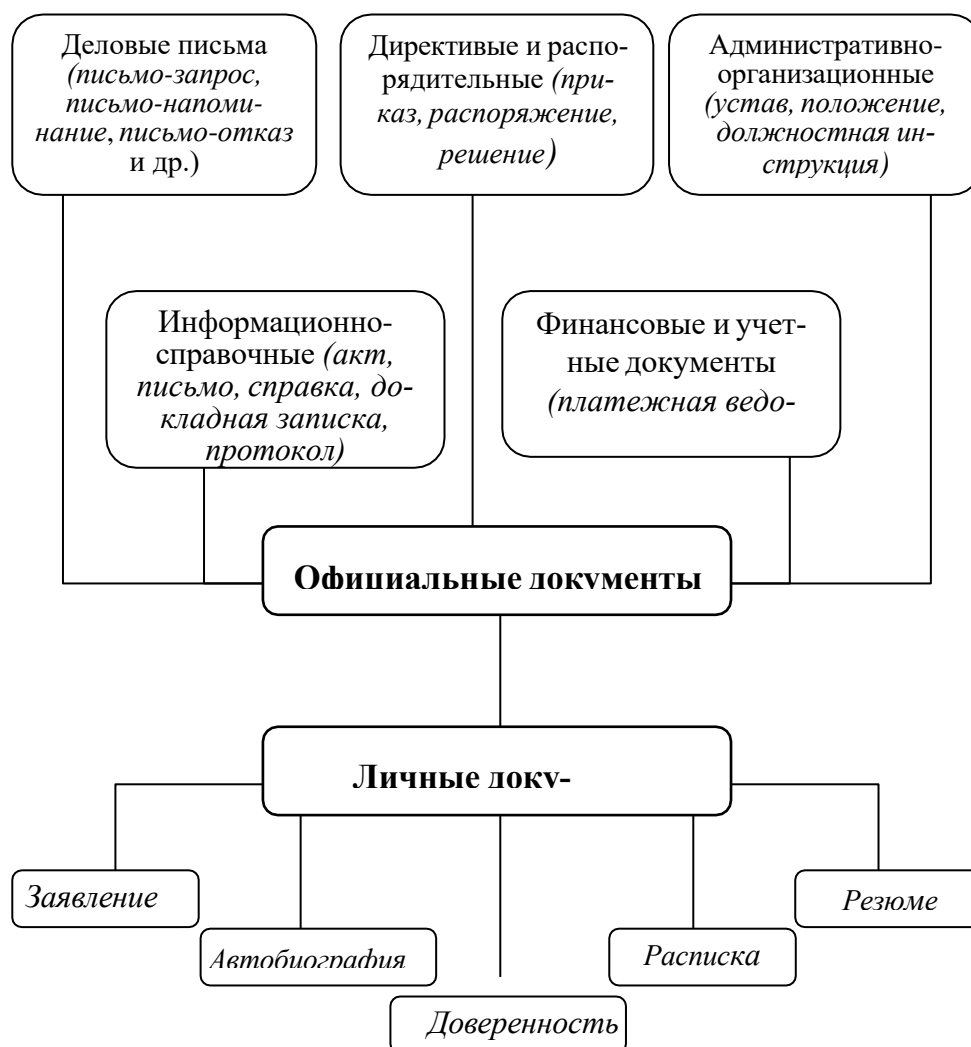 Деловые письма
(письмо-запрос,
письмо-напоми-
нание, письмо-отказ
и др.)
Директивые и распо-
рядительные (при-
каз, распоряжение,
решение)
Административно-
организационные
(устав, положение,
должностная ин-
струкция)
Информационно-
справочные (акт,
письмо, справка, до-
кладная записка,
протокол)
Финансовые и учет-
ные документы
(платежная ведо-
Официальные документы
Личные доку-
Заявление
Автобиография
Доверенность
Расписка
Резюме